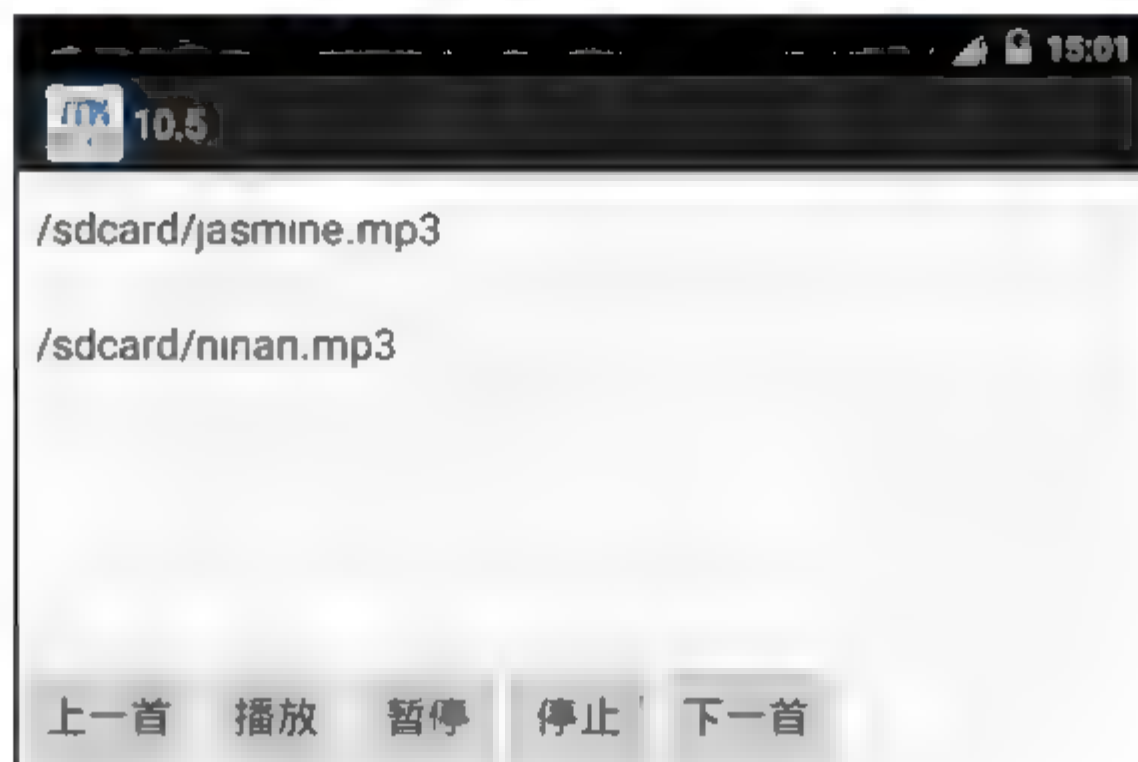 15:01
10.5
/sdcard/jasmine.mp3
/sdcard/ninan.mp3
上一首 播放 暂停 停止 下一首